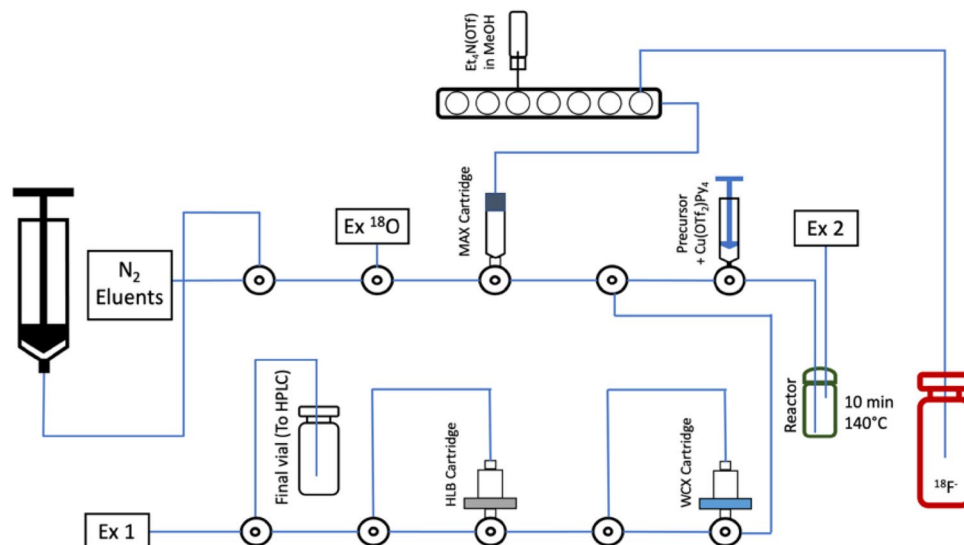 Et₄N(OTf)
in MeOH
MAX Cartridge
Precursor
+ Cu(OTf₂)Py₄
Ex ¹⁸O
Ex 2
N₂
Eluents
Reactor
10 min
140°C
¹⁸F⁻
Final vial (To HPLC)
HLB Cartridge
WCX Cartridge
Ex 1